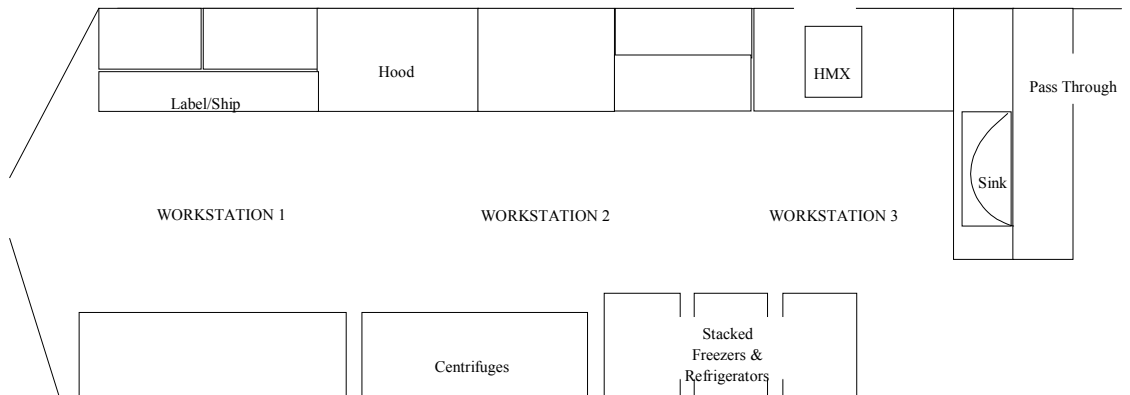 Hood
HMX
Pass Through
Label/Ship
Sink
WORKSTATION 1
WORKSTATION 2
WORKSTATION 3
Stacked
Freezers &
Refrigerators
Centrifuges